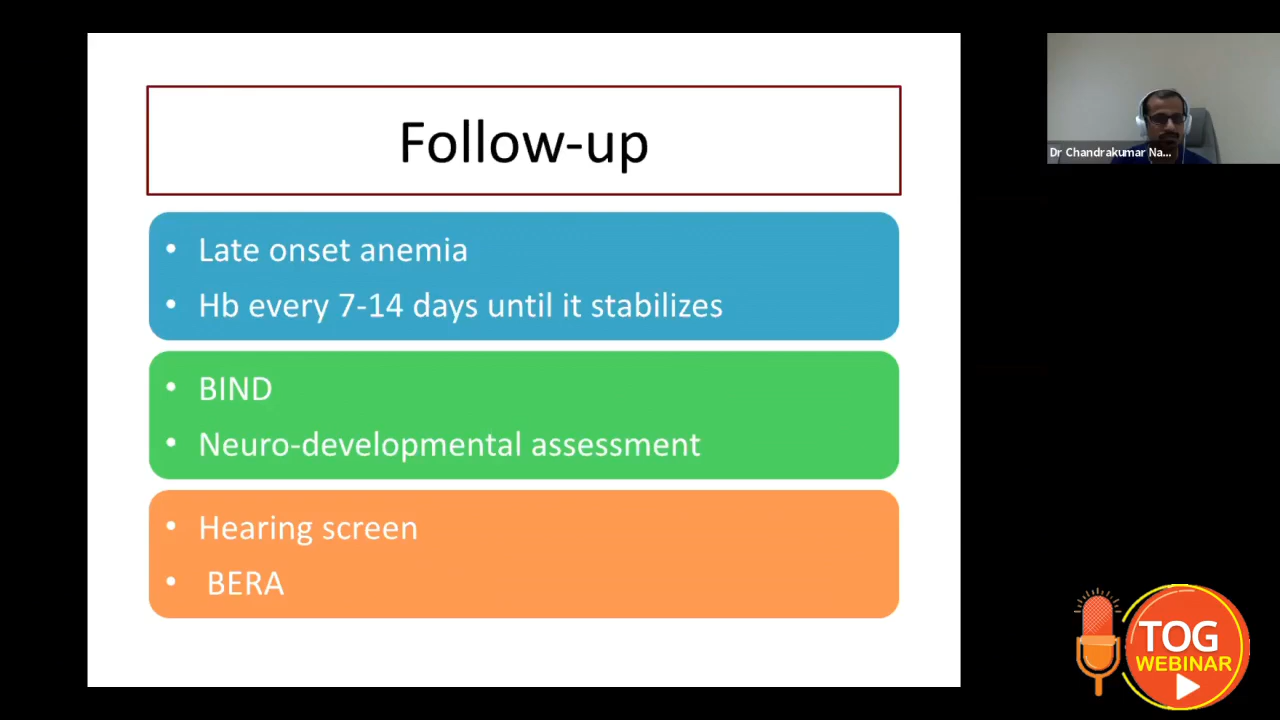 Follow-up
• Late onset anemia
• Hb every 7-14 days until it stabilizes
• BIND
• Neuro-developmental assessment
• Hearing screen
• BERA
Dr Chandrakumar Na...
TOG
WEBINAR